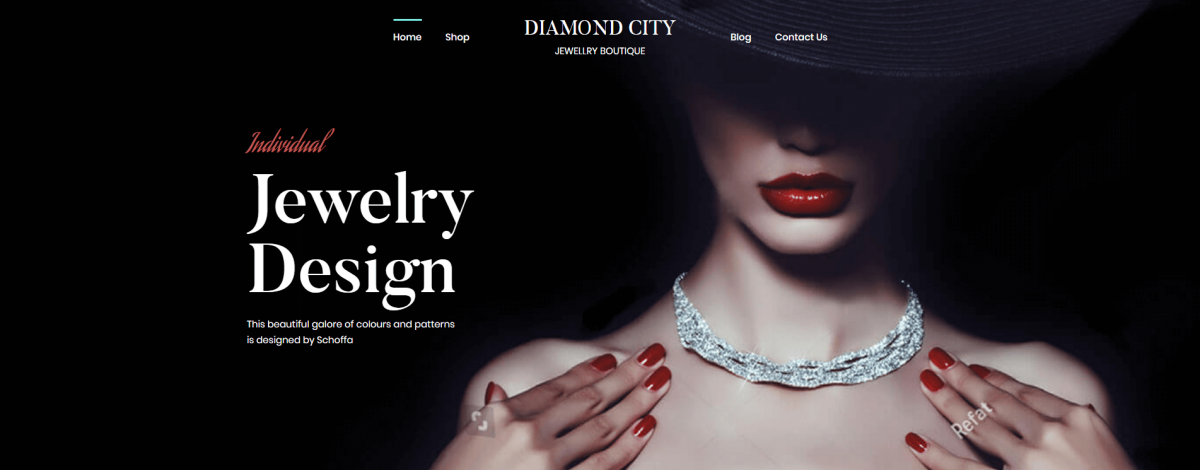 Home
Shop
DIAMOND CITY
JEWELLRY BOUTIQUE
Blog
Contact Us
Individual
Jewelry
Design
This beautiful galore of colours and patterns
is designed by Schoffa
Refat